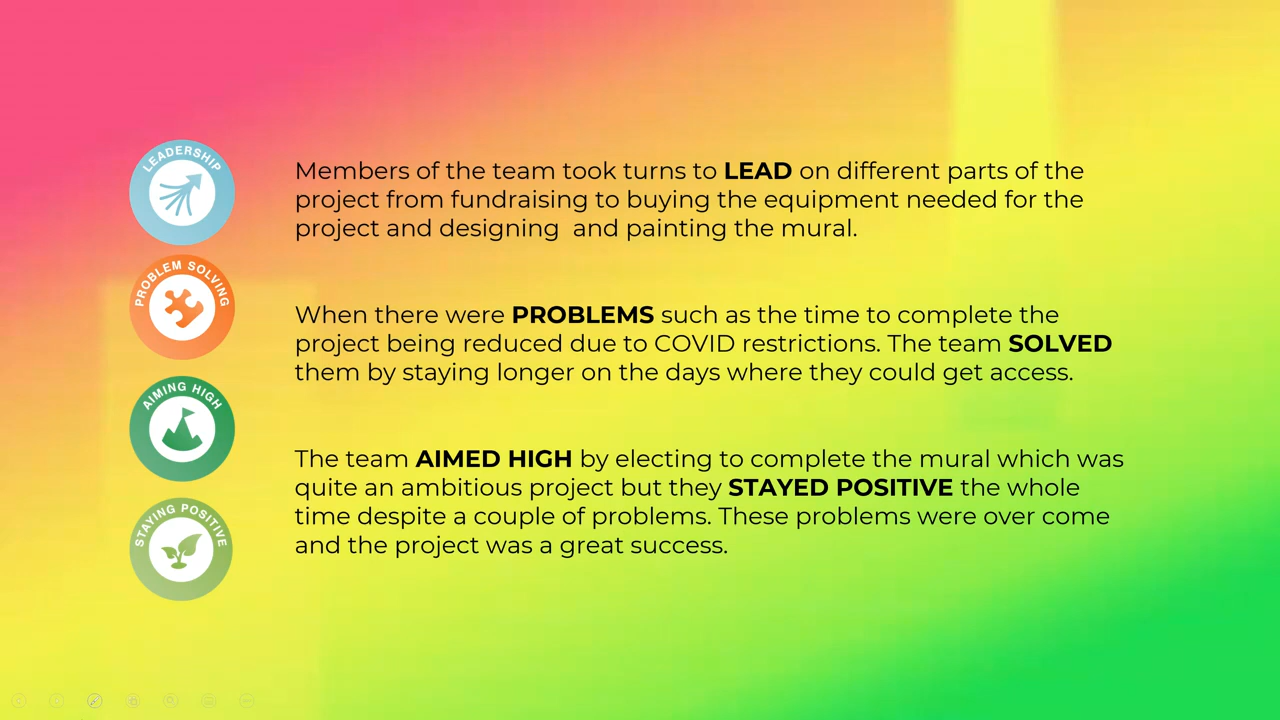 LEADERSHIP
Members of the team took turns to LEAD on different parts of the
project from fundraising to buying the equipment needed for the
project and designing  and painting the mural.
PROBLEM SOLVING
When there were PROBLEMS such as the time to complete the
project being reduced due to COVID restrictions. The team SOLVED
them by staying longer on the days where they could get access.
AIMING HIGH
The team AIMED HIGH by electing to complete the mural which was
quite an ambitious project but they STAYED POSITIVE the whole
time despite a couple of problems. These problems were over come
and the project was a great success.
STAYING POSITIVE